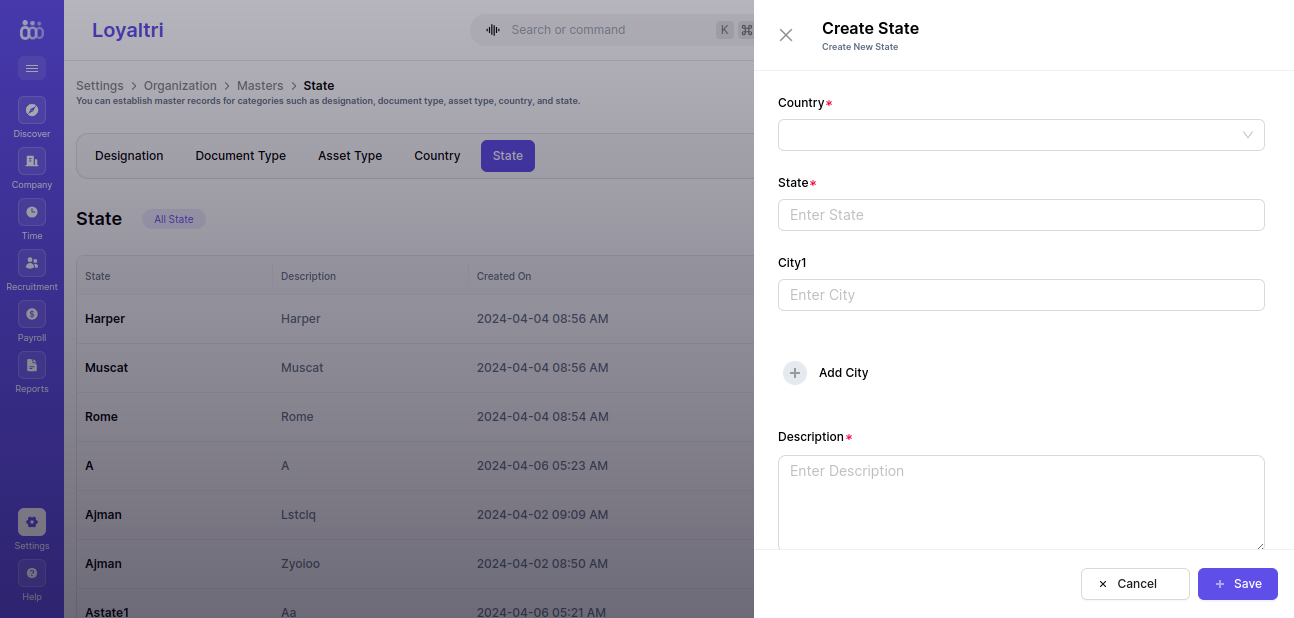 Loyaltri
Search or command
K ⌘
Discover
Company
Time
Recruitment
Payroll
Reports
Settings
Help
Settings > Organization > Masters > State
You can establish master records for categories such as designation, document type, asset type, country, and state.
Designation Document Type Asset Type Country State
State All State
State Description Created On
Harper Harper 2024-04-04 08:56 AM
Muscat Muscat 2024-04-04 08:56 AM
Rome Rome 2024-04-04 08:54 AM
A A 2024-04-06 05:23 AM
Ajman Lstclq 2024-04-02 09:09 AM
Ajman Zyoioo 2024-04-02 08:50 AM
Astate1 Aa 2024-04-06 05:21 AM
Create State
Create New State
Country*
State*
Enter State
City1
Enter City
+ Add City
Description*
Enter Description
× Cancel
+ Save